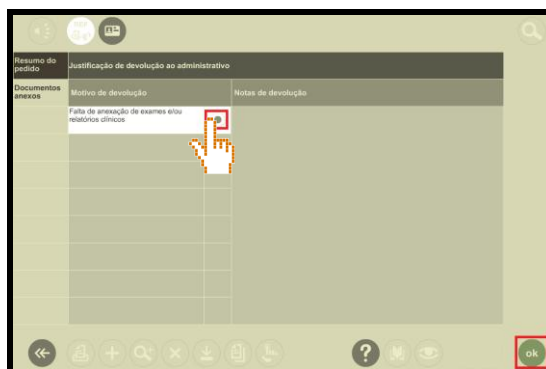 Resumo do
pedido
Justificação de devolução ao administrativo
Documentos
anexos
Motivo de devolução
Notas de devolução
Falta de anexação de exames e/ou
relatórios clínicos
?
ok